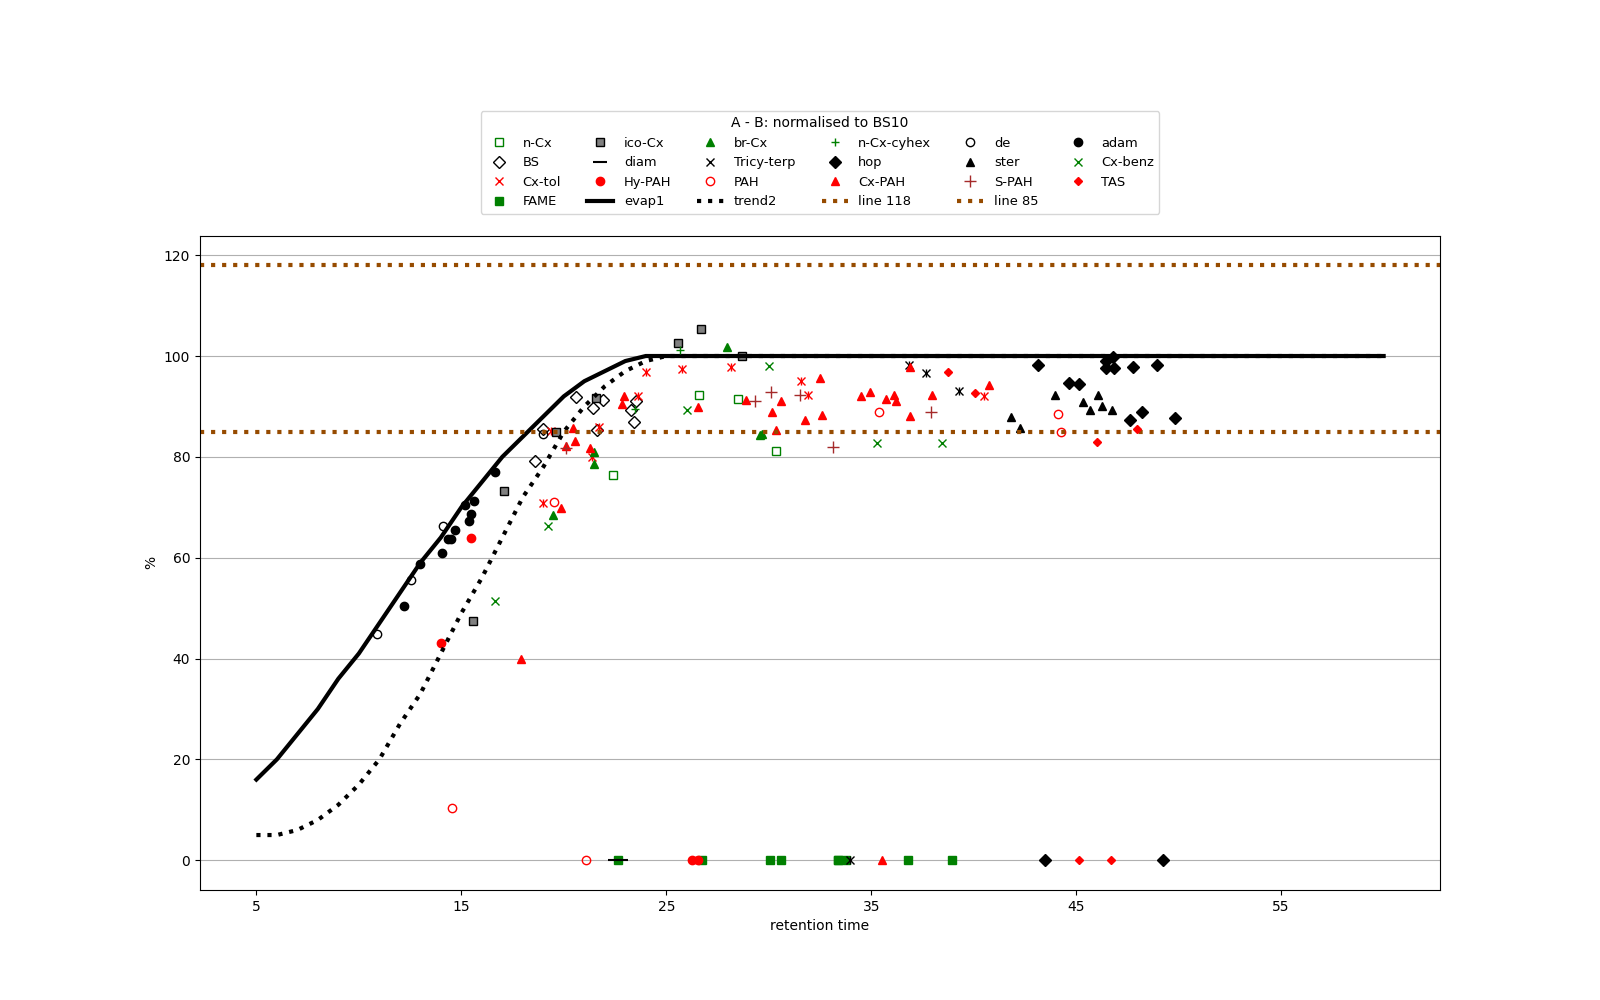 A - B: normalised to BS10
n-Cx ico-Cx br-Cx n-Cx-cyhex de adam
BS diam Tricy-terp hop ster Cx-benz
Cx-tol Hy-PAH PAH Cx-PAH S-PAH TAS
FAME evap1 trend2 line 118 line 85
120
100
80
60
40
20
0
%
5 15 25 35 45 55
retention time